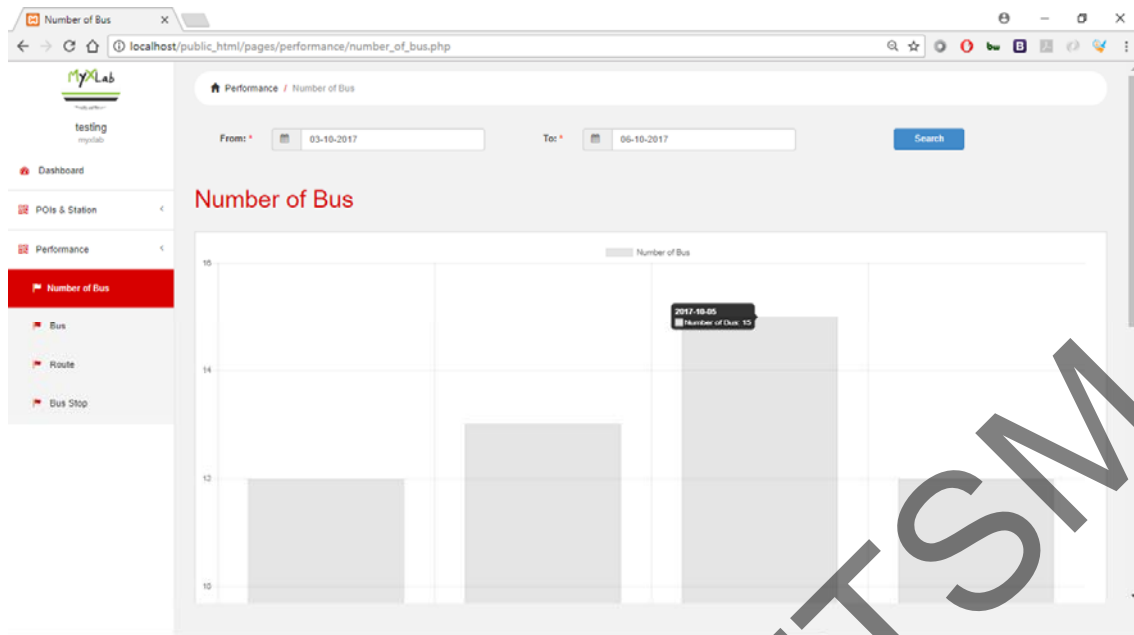 Number of Bus
localhost/public_html/pages/performance/number_of_bus.php
MyXLab
testing
myxlab
Dashboard
POIs & Station
Performance
Number of Bus
Bus
Route
Bus Stop
Performance / Number of Bus
From: * 03-10-2017 To: * 06-10-2017 Search
Number of Bus
Number of Bus
16
2017-10-05
Number of Bus: 15
14
12
10
TSM